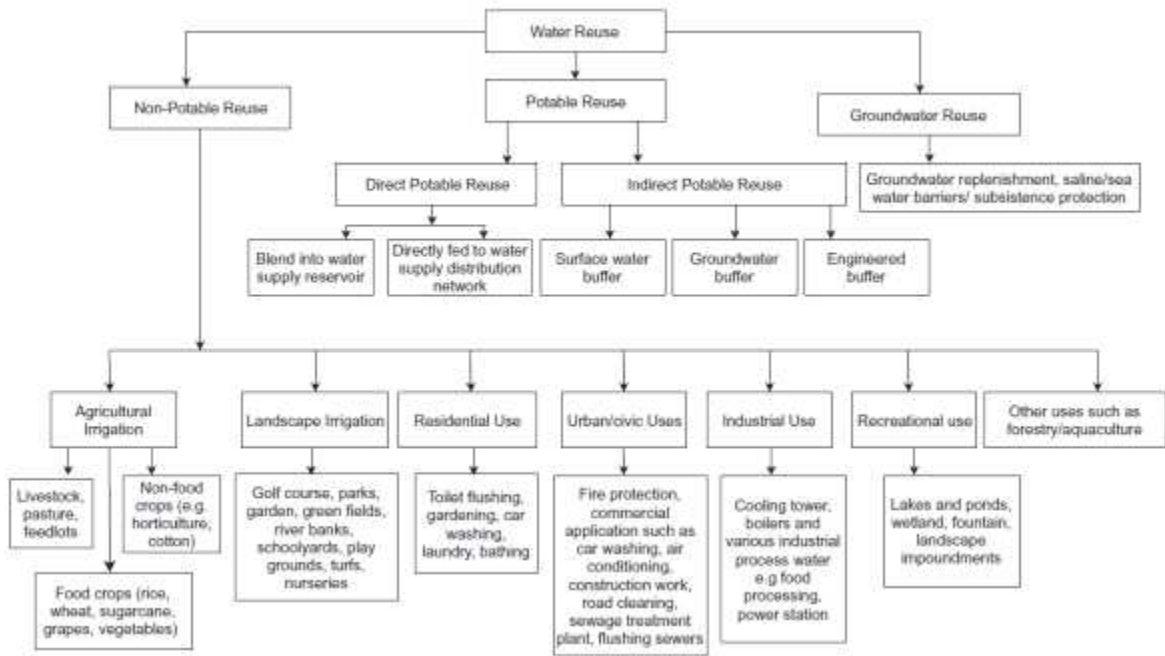 Water Reuse
Non-Potable Reuse
Potable Reuse
Groundwater Reuse
Direct Potable Reuse
Indirect Potable Reuse
Groundwater replenishment, saline/sea
water barriers/ subsistence protection
Blend into water
supply reservoir
Directly fed to water
supply distribution
network
Surface water
buffer
Groundwater
buffer
Engineered
buffer
Agricultural
Irrigation
Landscape Irrigation
Residential Use
Urban/civic Uses
Industrial Use
Recreational use
Other uses such as
forestry/aquaculture
Livestock,
pasture,
feedlots
Non-food
crops (e.g.
horticulture,
cotton)
Food crops (rice,
wheat, sugarcane,
grapes, vegetables)
Golf course, parks,
garden, green fields,
river banks,
schoolyards, play
grounds, turfs,
nurseries
Toilet flushing,
gardening, car
washing,
laundry, bathing
Fire protection,
commercial
application such as
car washing, air
conditioning,
construction work,
road cleaning,
sewage treatment
plant, flushing sewers
Cooling tower,
boilers and
various industrial
process water
e.g food
processing,
power station
Lakes and ponds,
wetland, fountain,
landscape
impoundments